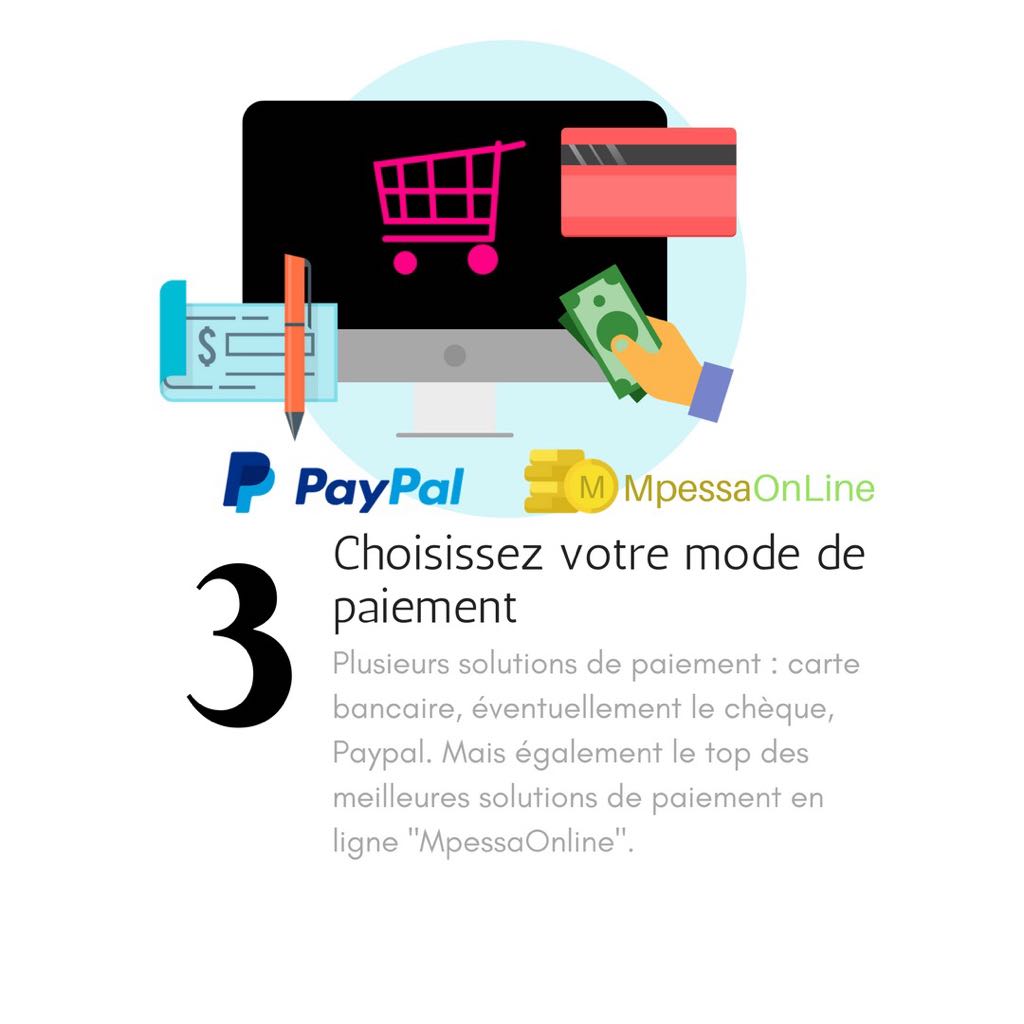 $
PayPal
M MpessaOnLine
3
Choisissez votre mode de
paiement
Plusieurs solutions de paiement : carte
bancaire, éventuellement le chèque,
Paypal. Mais également le top des
meilleures solutions de paiement en
ligne "MpessaOnline".